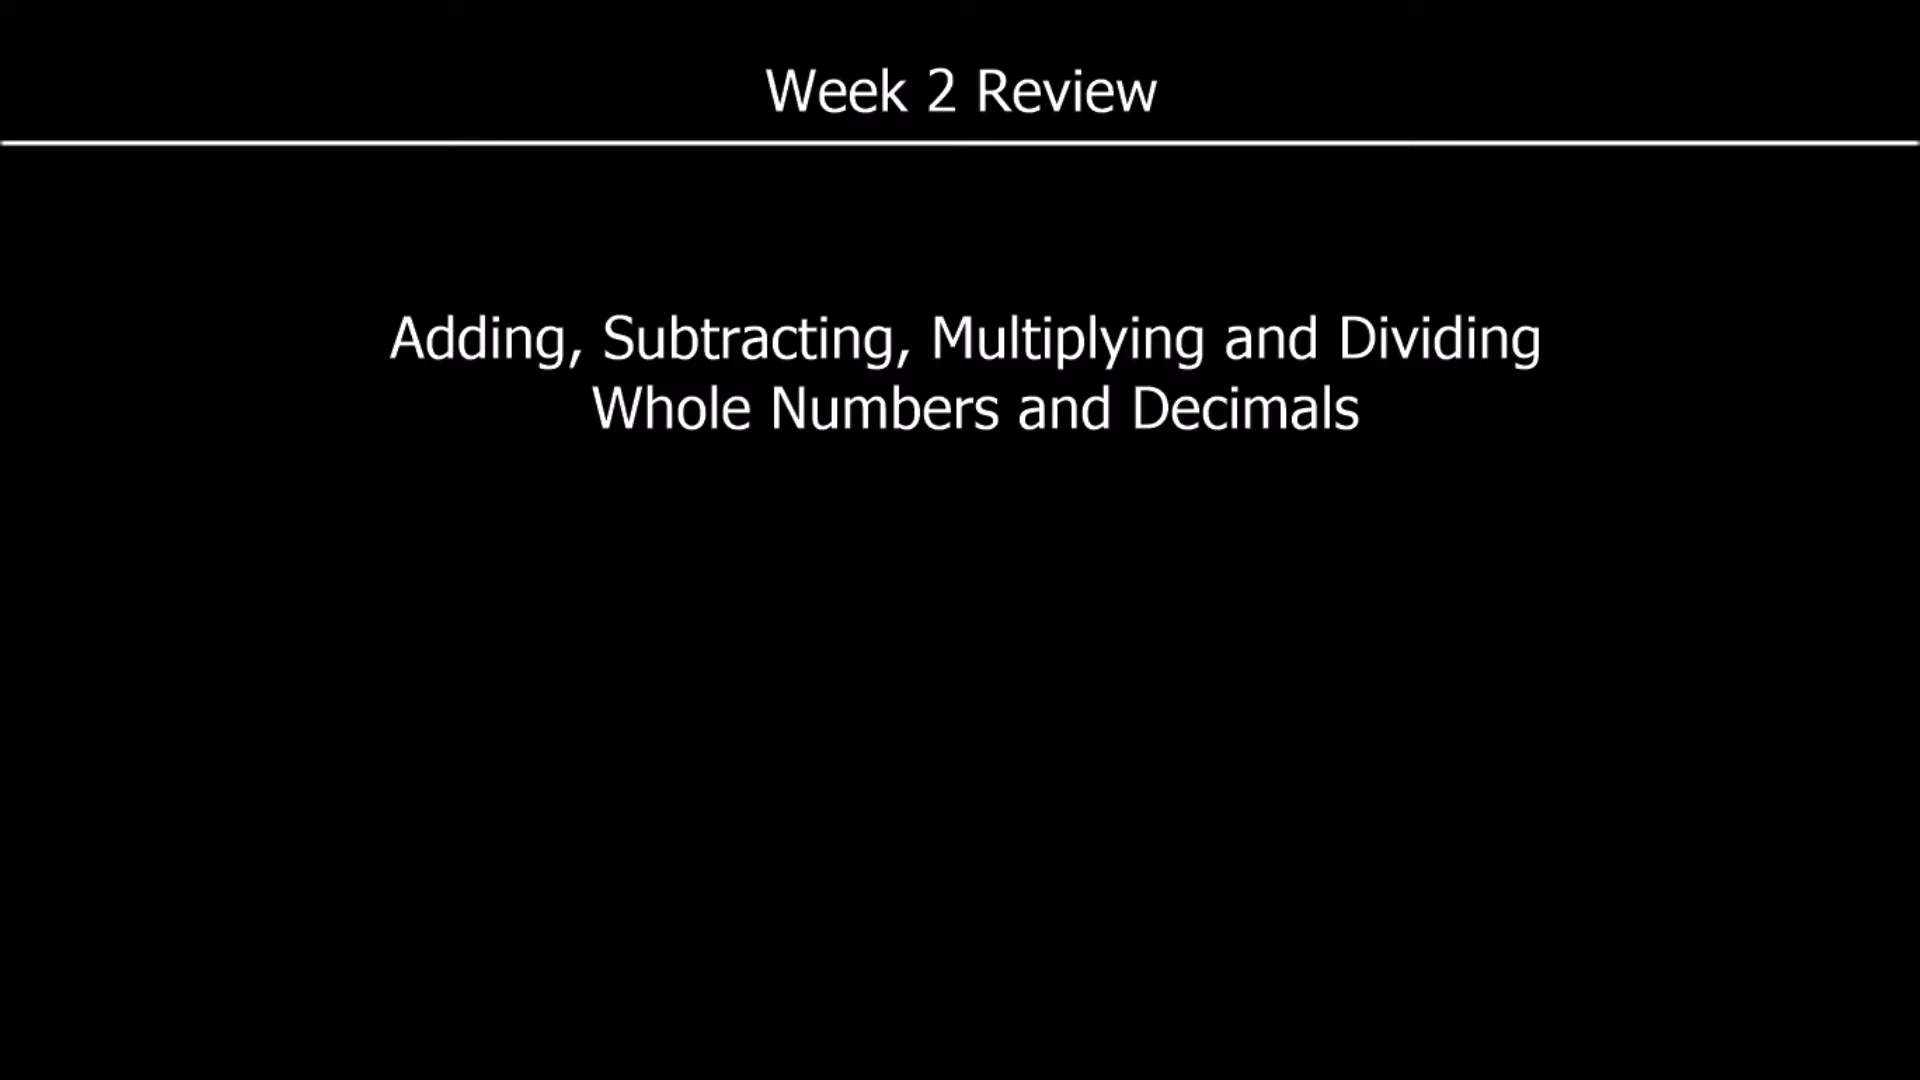 Week 2 Review
Adding, Subtracting, Multiplying and Dividing
Whole Numbers and Decimals